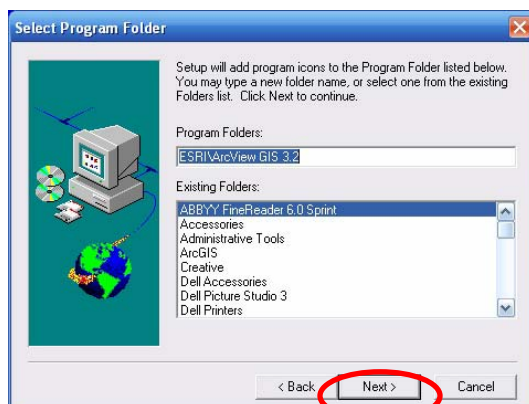 Select Program Folder
Setup will add program icons to the Program Folder listed below.
You may type a new folder name, or select one from the existing
Folders list. Click Next to continue.
Program Folders:
ESRI\ArcView GIS 3.2
Existing Folders:
ABBYY FineReader 6.0 Sprint
Accessories
Administrative Tools
ArcGIS
Creative
Dell Accessories
Dell Picture Studio 3
Dell Printers
< Back
Next >
Cancel